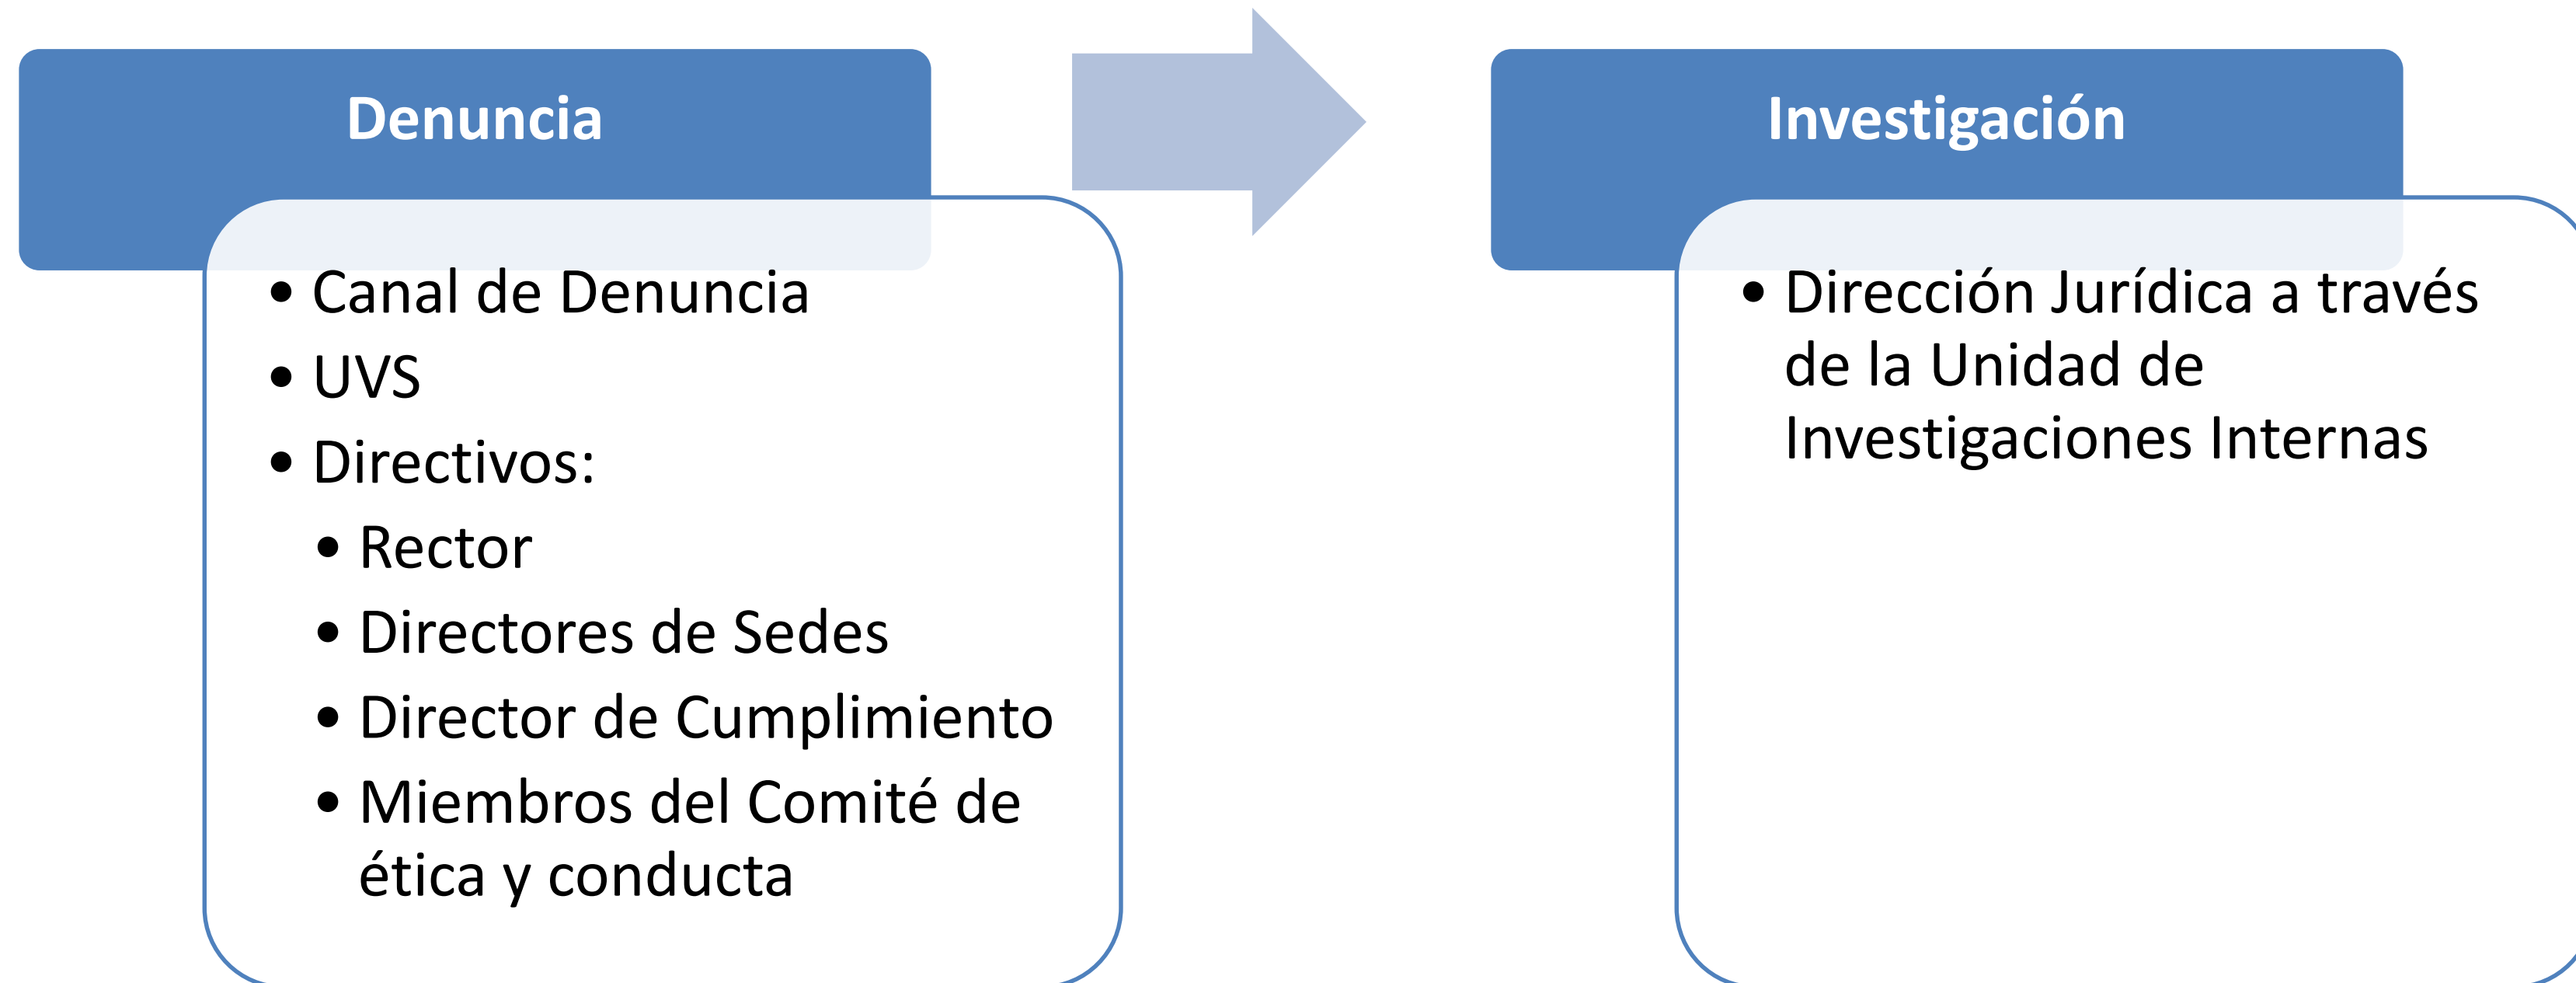 Denuncia
• Canal de Denuncia
• UVS
• Directivos:
• Rector
• Directores de Sedes
• Director de Cumplimiento
• Miembros del Comité de
ética y conducta
Investigación
• Dirección Jurídica a través
de la Unidad de
Investigaciones Internas